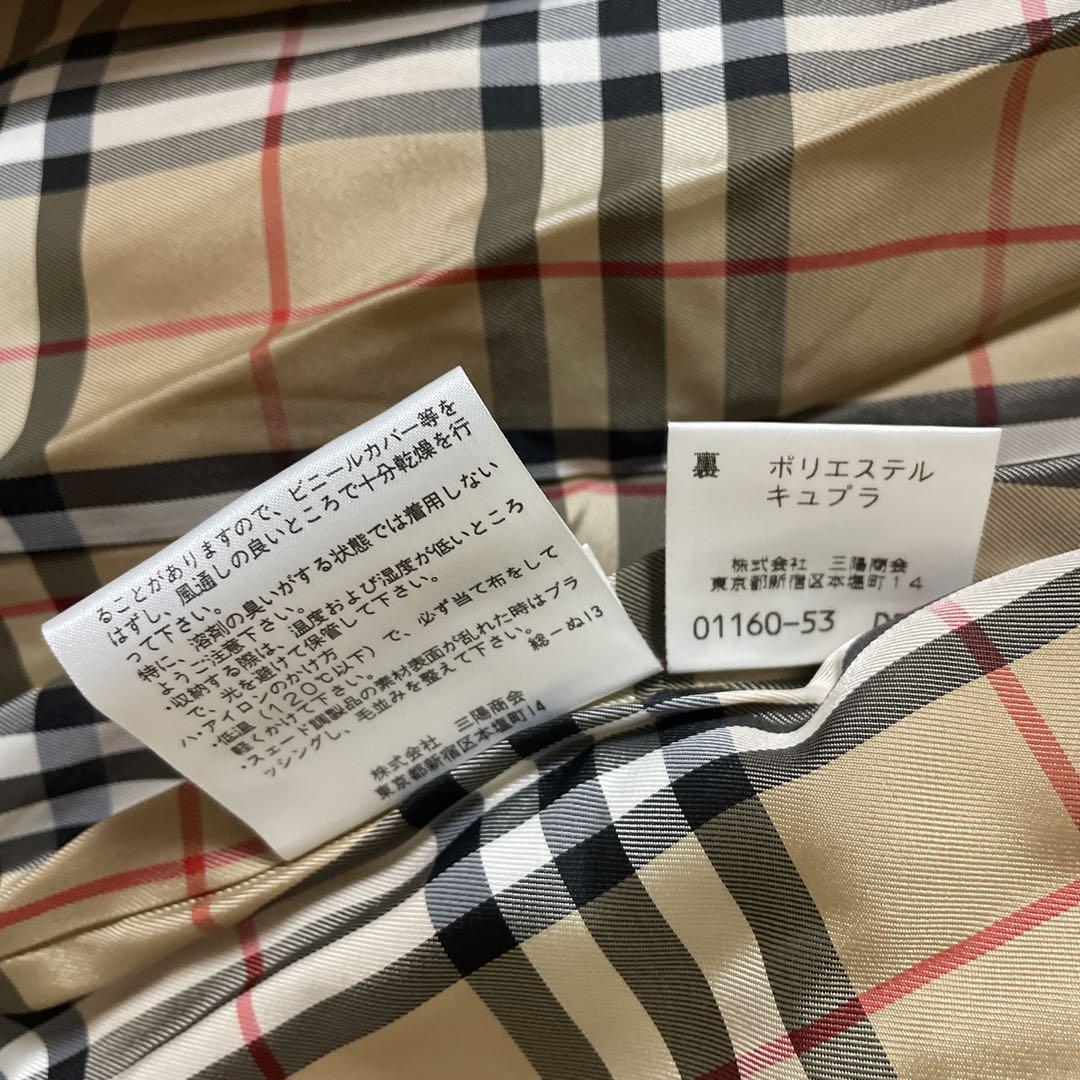 ることがありますので、ビニールカバー等を
はずし、風通しの良いところで十分乾燥を行
って下さい。
特に、溶剤の臭いがする状態では着用しない
ようご注意下さい。
・収納する際は、温度および湿度が低いところ
で、光を避けて保管して下さい。
ハ・アイロンのかけ方
・低温(120℃以下)で、必ず当て布をして
軽くかけて下さい。
・スェード調製品の素材表面が乱れた時はブラ
ッシングし、毛並みを整えて下さい。
総ーぬ13
株式会社 三陽商会
東京都新宿区本塩町14
裏 ポリエステル
キュプラ
株式会社 三陽商会
東京都新宿区本塩町14
01160-53